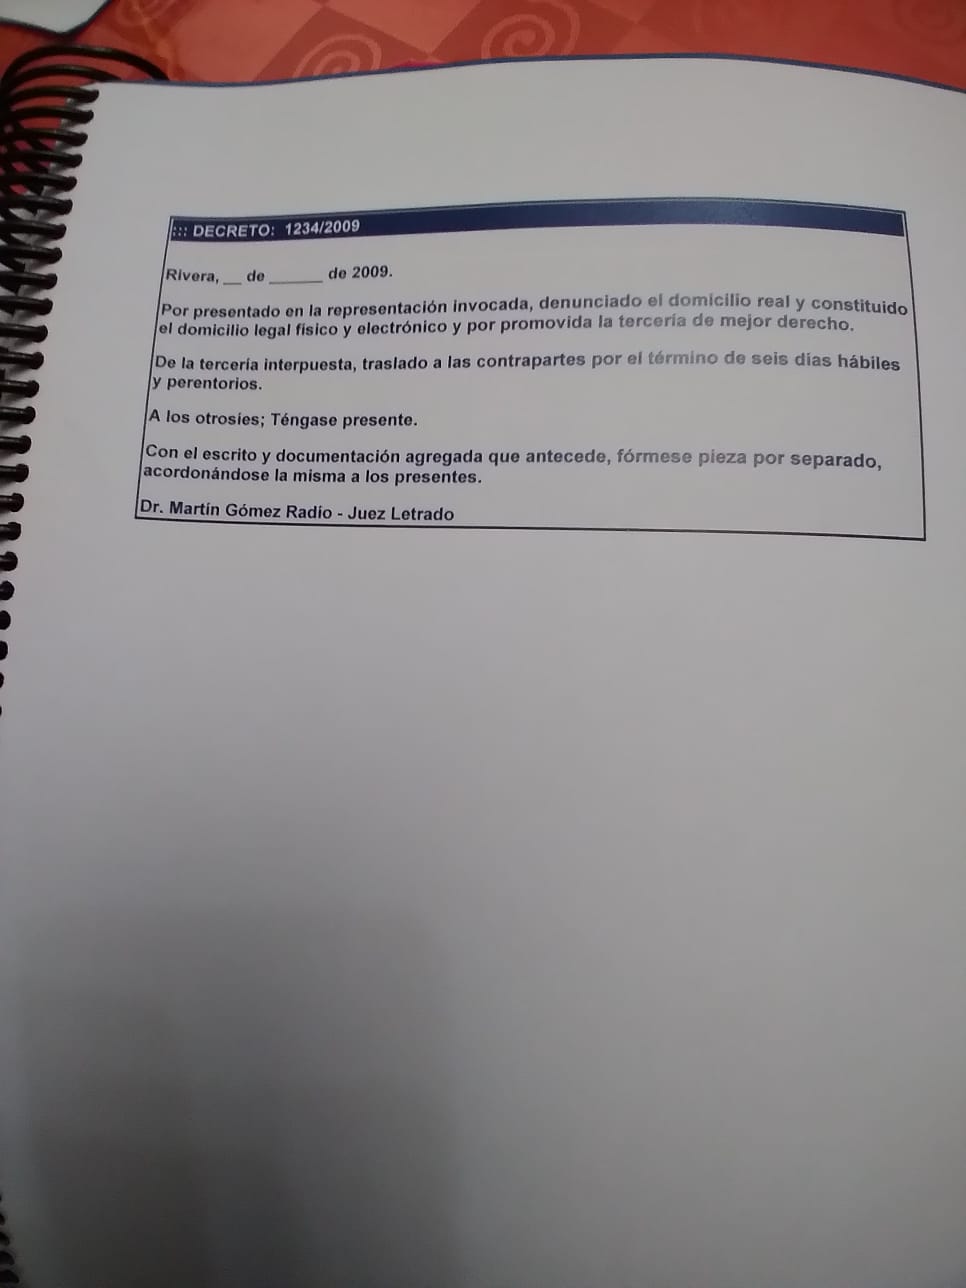 ::: DECRETO: 1234/2009
Rivera, __ de ______ de 2009.
Por presentado en la representación invocada, denunciado el domicilio real y constituido
el domicilio legal físico y electrónico y por promovida la tercería de mejor derecho.
De la tercería interpuesta, traslado a las contrapartes por el término de seis días hábiles
y perentorios.
A los otrosíes; Téngase presente.
Con el escrito y documentación agregada que antecede, fórmese pieza por separado,
acordonándose la misma a los presentes.
Dr. Martín Gómez Radío - Juez Letrado